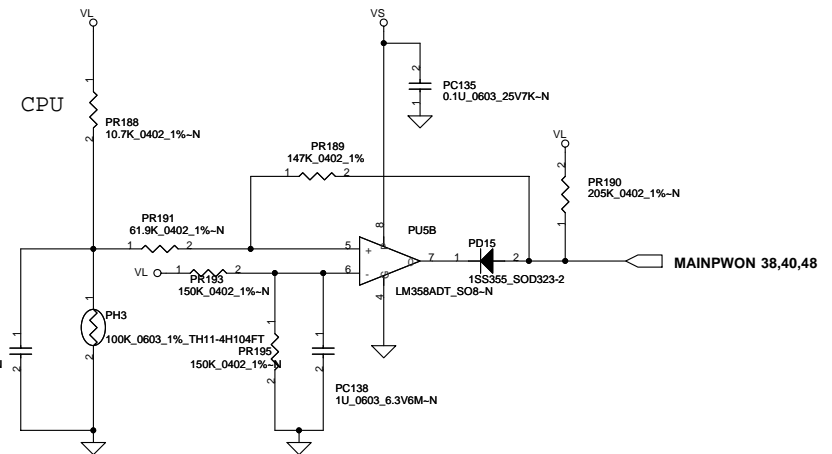 VL
VS
CPU
1
PR188
10.7K_0402_1%~N
2
2
PC135
0.1U_0603_25V7K~N
1
VL
2
PR190
205K_0402_1%~N
1
PR189
147K_0402_1%
1
2
PR191
61.9K_0402_1%~N
1
2
5
+
8
P
PU5B
7
O
1
PD15
2
1SS355_SOD323-2
MAINPWON 38,40,48
VL
1
2
PR193
150K_0402_1%~N
6
-
G
4
LM358ADT_SO8~N
1
PH3
100K_0603_1%_TH11-4H104FT
2
1
2
1
PR195
150K_0402_1%~N
2
1
2
PC138
1U_0603_6.3V6M~N